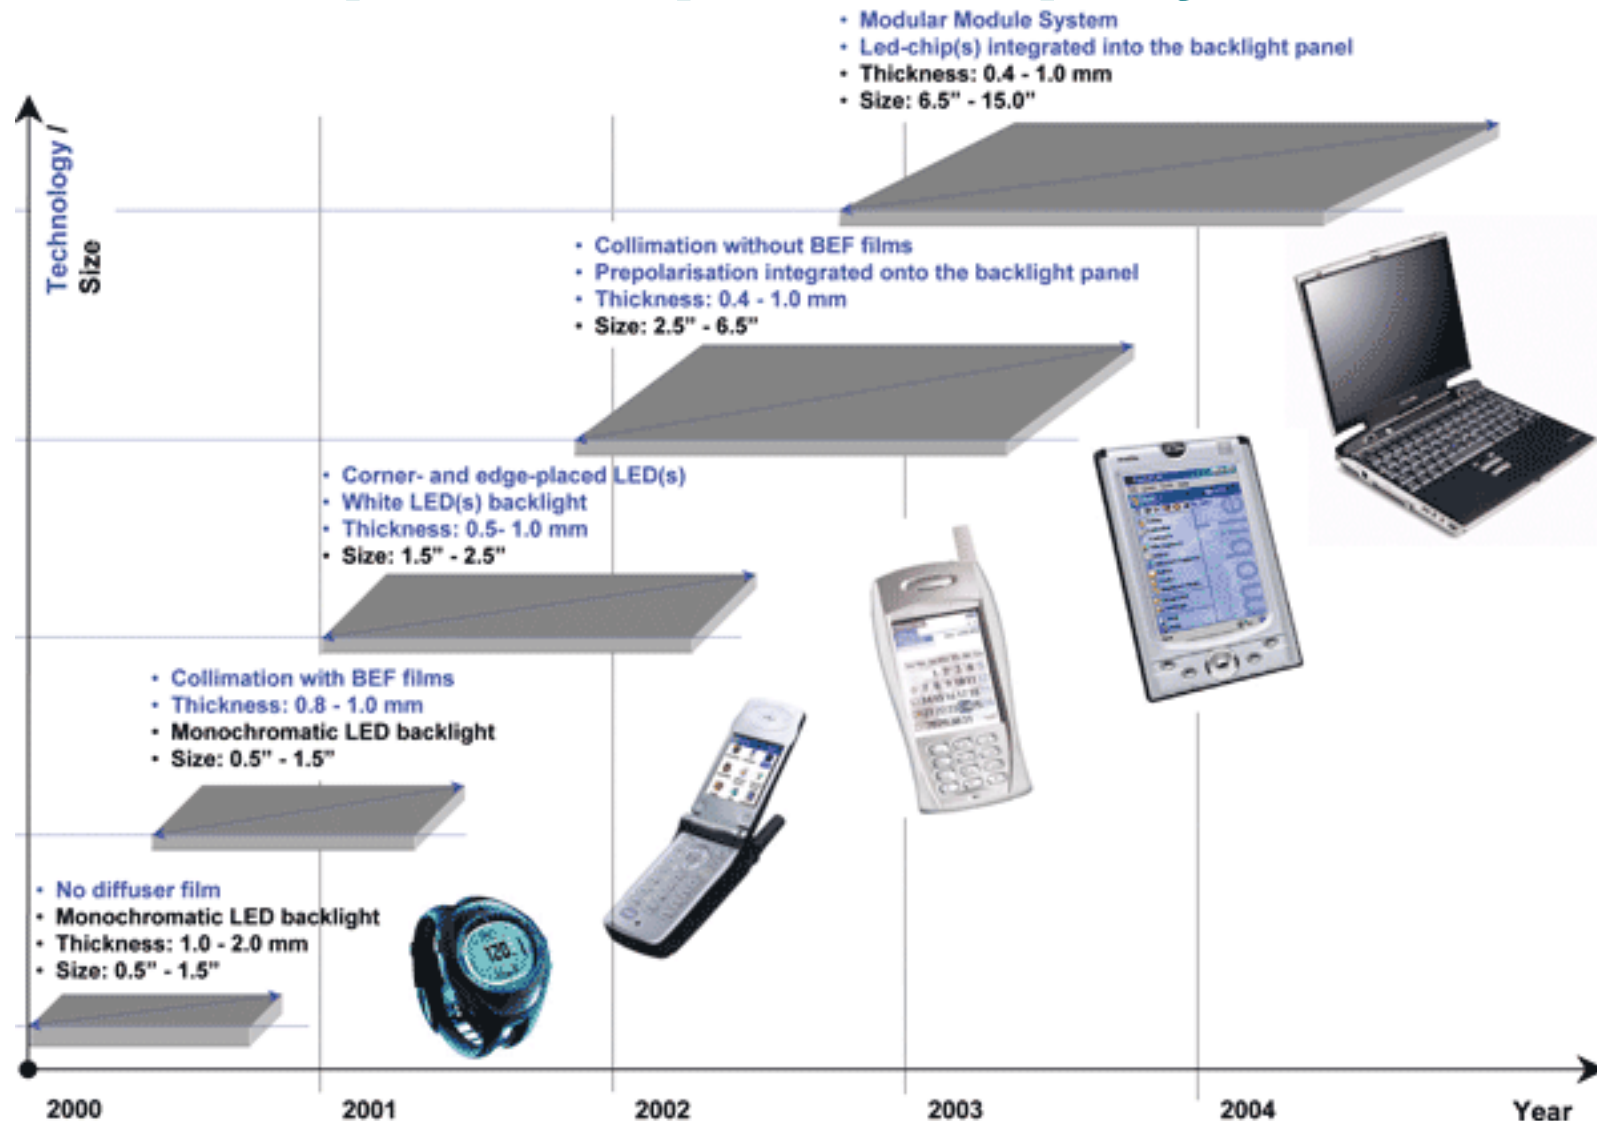 • Modular Module System
• Led-chip(s) integrated into the backlight panel
• Thickness: 0.4 - 1.0 mm
• Size: 6.5” - 15.0”
Technology /
Size
• Collimation without BEF films
• Prepolarisation integrated onto the backlight panel
• Thickness: 0.4 - 1.0 mm
• Size: 2.5” - 6.5”
• Corner- and edge-placed LED(s)
• White LED(s) backlight
• Thickness: 0.5- 1.0 mm
• Size: 1.5” - 2.5”
• Collimation with BEF films
• Thickness: 0.8 - 1.0 mm
• Monochromatic LED backlight
• Size: 0.5” - 1.5”
• No diffuser film
• Monochromatic LED backlight
• Thickness: 1.0 - 2.0 mm
• Size: 0.5” - 1.5”
mobile
2000 2001 2002 2003 2004 Year